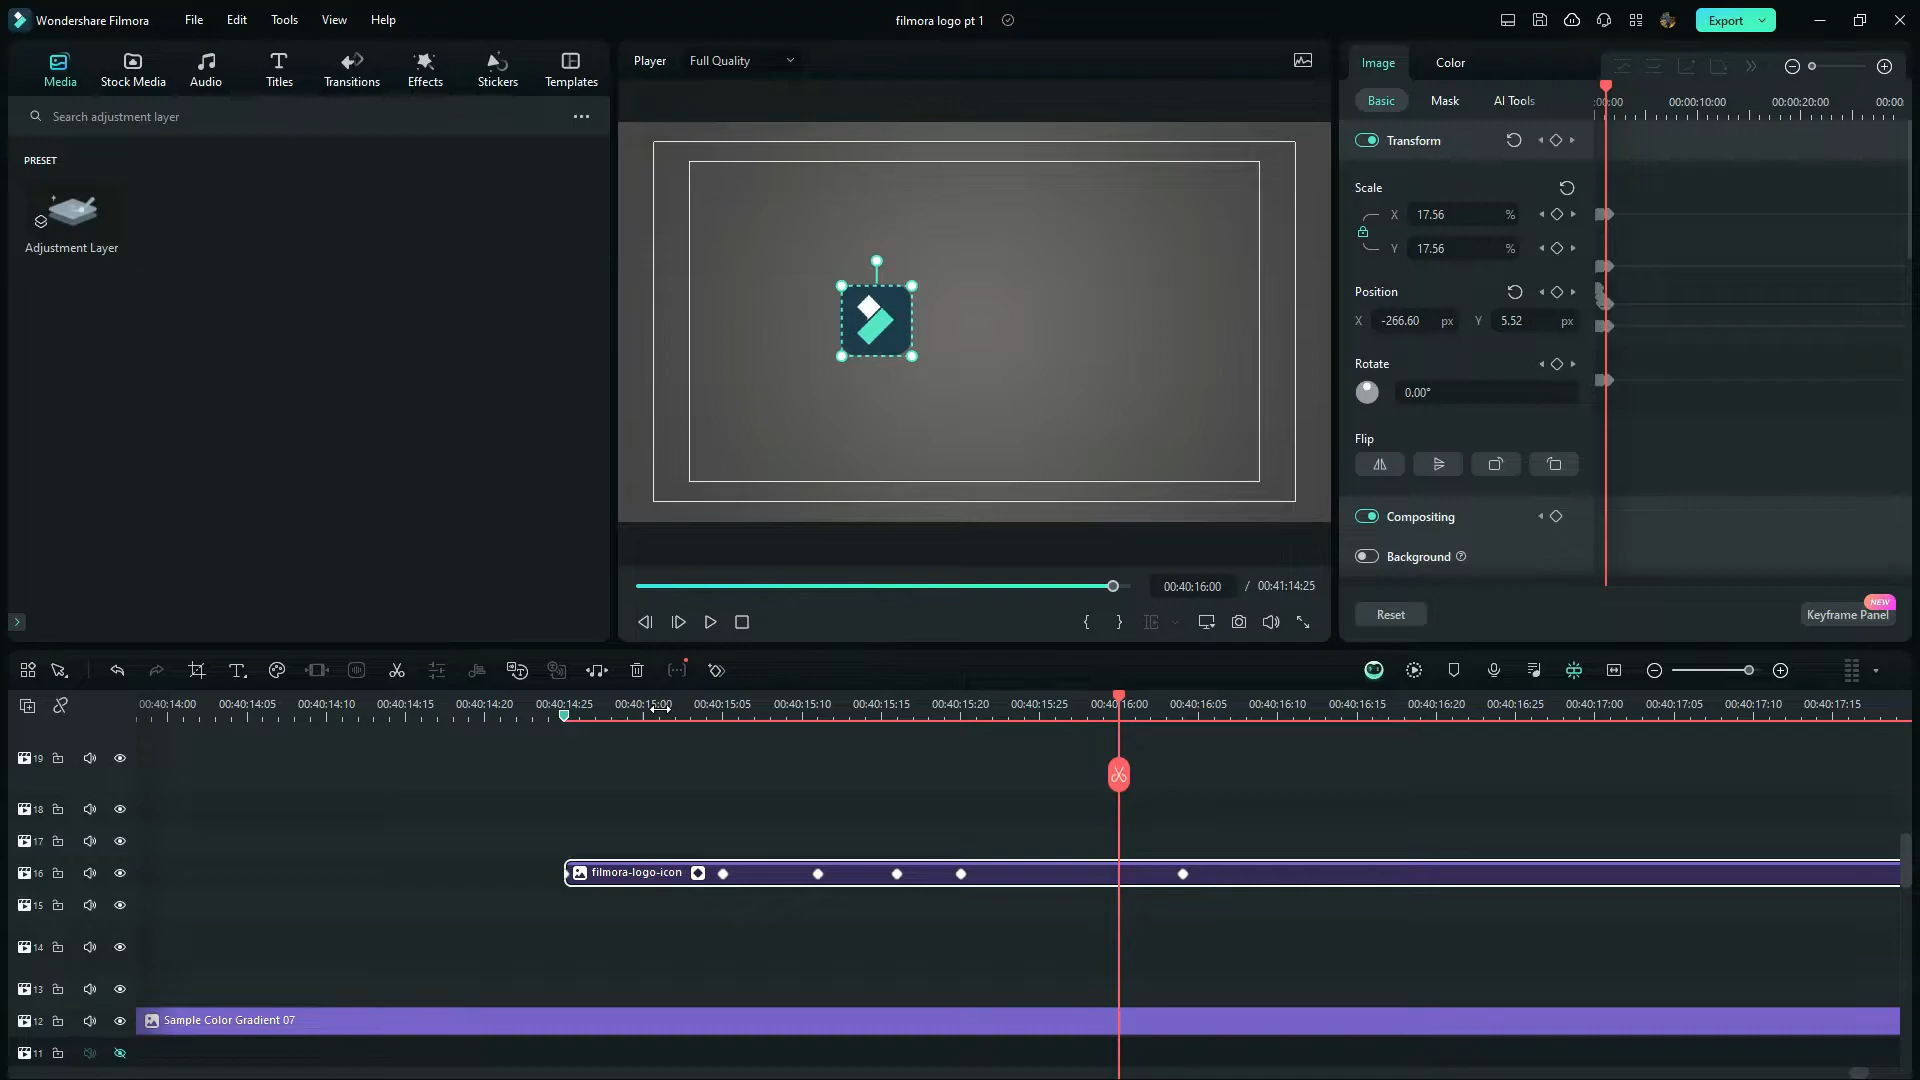 Wondershare Filmora File Edit Tools View Help filmora logo pt 1 Export
Media Stock Media Audio Titles Transitions Effects Stickers Templates
Search adjustment layer
PRESET
Adjustment Layer
Player Full Quality
00:40:16:00 / 00:41:14:25
Image Color
Basic Mask AI Tools
:00:00 00:00:10:00 00:00:20:00 00:00
Transform
Scale
X 17.56 %
Y 17.56 %
Position
X -266.60 px Y 5.52 px
Rotate
0.00°
Flip
Compositing
Background
NEW
Reset Keyframe Panel
00:40:14:00 00:40:14:05 00:40:14:10 00:40:14:15 00:40:14:20 00:40:14:25 00:40:15:00 00:40:15:05 00:40:15:10 00:40:15:15 00:40:15:20 00:40:15:25 00:40:16:00 00:40:16:05 00:40:16:10 00:40:16:15 00:40:16:20 00:40:16:25 00:40:17:00 00:40:17:05 00:40:17:10 00:40:17:15
19
18
17
16 filmora-logo-icon
15
14
13
12 Sample Color Gradient 07
11